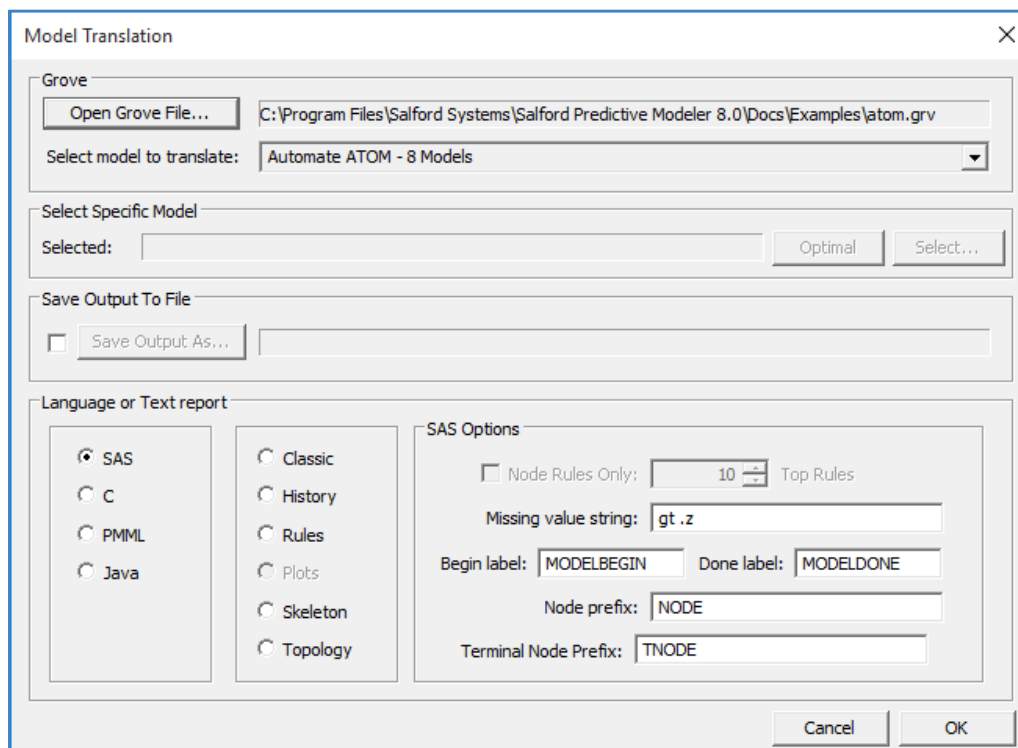 Model Translation
Grove
Open Grove File... C:\Program Files\Salford Systems\Salford Predictive Modeler 8.0\Docs\Examples\atom.grv
Select model to translate: Automate ATOM - 8 Models
Select Specific Model
Selected: Optimal Select...
Save Output To File
Save Output As...
Language or Text report
SAS
C
PMML
Java
Classic
History
Rules
Plots
Skeleton
Topology
SAS Options
Node Rules Only: 10 Top Rules
Missing value string: gt .z
Begin label: MODELBEGIN Done label: MODELDONE
Node prefix: NODE
Terminal Node Prefix: TNODE
Cancel OK